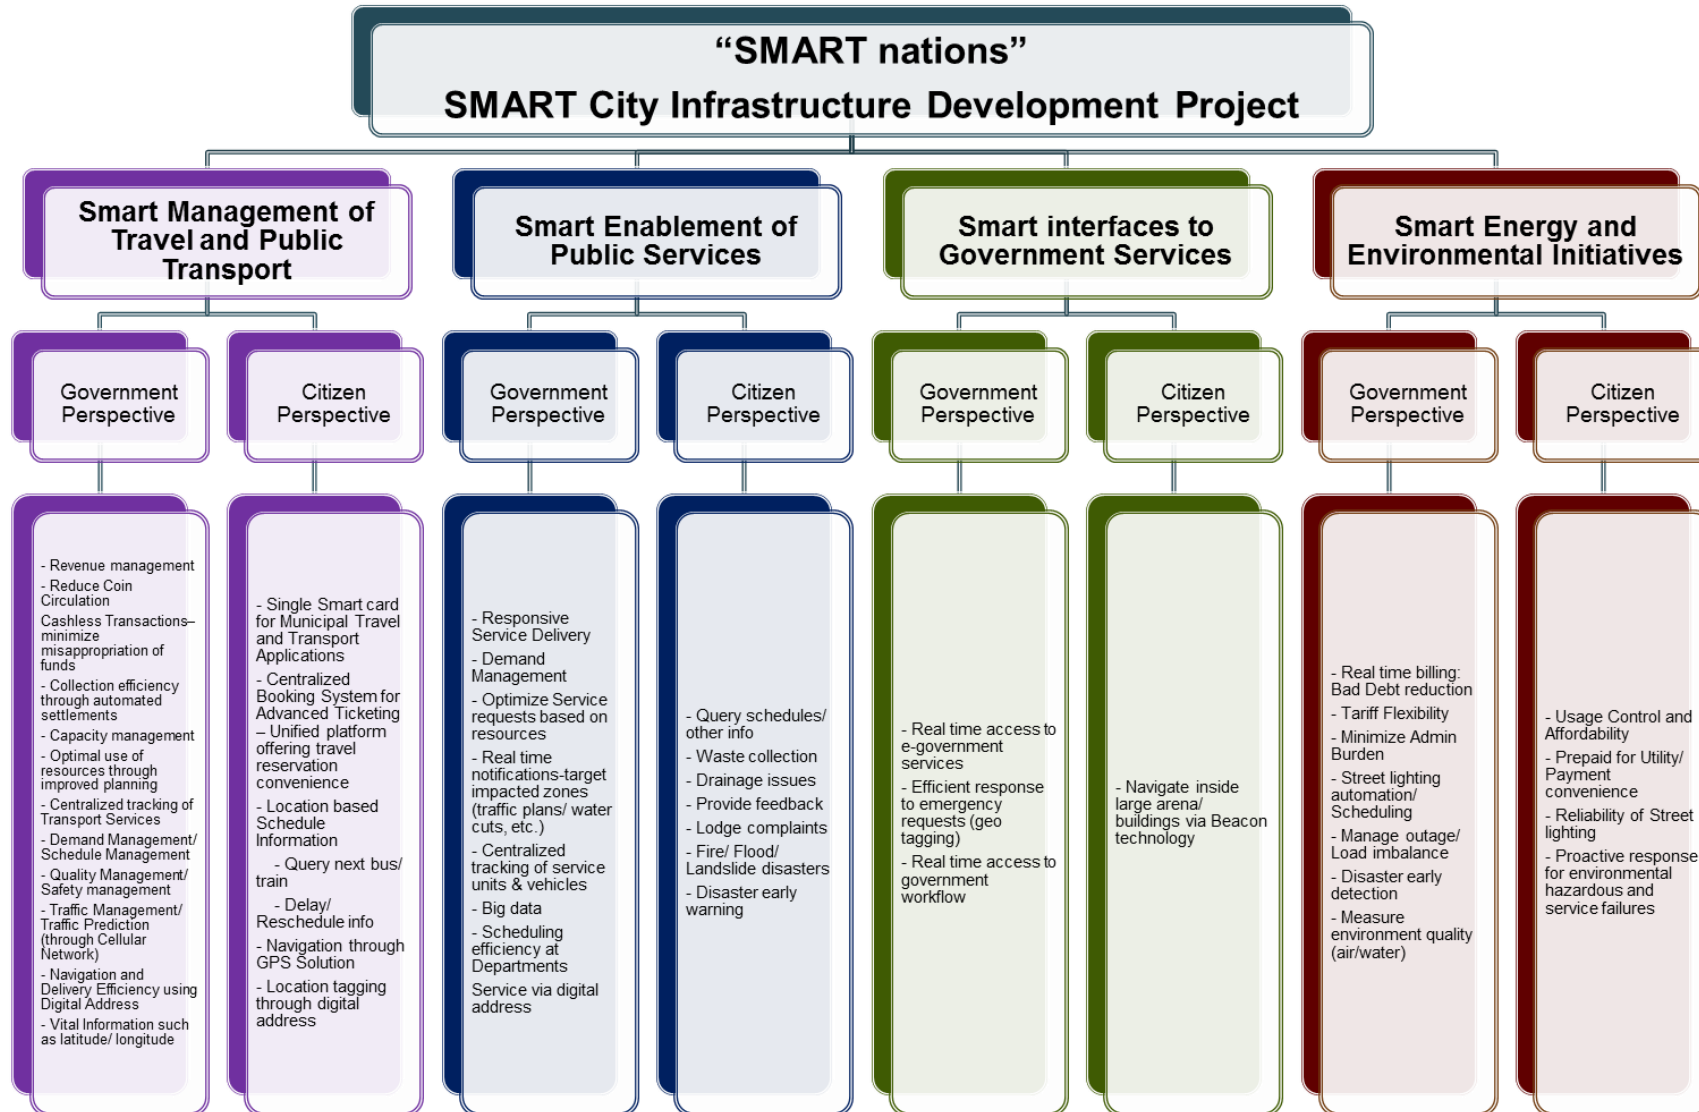 “SMART nations”
SMART City Infrastructure Development Project
Smart Management of
Travel and Public
Transport
Smart Enablement of
Public Services
Smart interfaces to
Government Services
Smart Energy and
Environmental Initiatives
Government
Perspective
Citizen
Perspective
Government
Perspective
Citizen
Perspective
Government
Perspective
Citizen
Perspective
Government
Perspective
Citizen
Perspective
- Revenue management
- Reduce Coin
Circulation
Cashless Transactions–
minimize
misappropriation of
funds
- Collection efficiency
through automated
settlements
- Capacity management
- Optimal use of
resources through
improved planning
- Centralized tracking of
Transport Services
- Demand Management/
Schedule Management
- Quality Management/
Safety management
- Traffic Management/
Traffic Prediction
(through Cellular
Network)
- Navigation and
Delivery Efficiency using
Digital Address
- Vital Information such
as latitude/ longitude
- Single Smart card
for Municipal Travel
and Transport
Applications
- Centralized
Booking System for
Advanced Ticketing
– Unified platform
offering travel
reservation
convenience
- Location based
Schedule
Information
- Query next bus/
train
- Delay/
Reschedule info
- Navigation through
GPS Solution
- Location tagging
through digital
address
- Responsive
Service Delivery
- Demand
Management
- Optimize Service
requests based on
resources
- Real time
notifications-target
impacted zones
(traffic plans/ water
cuts, etc.)
- Centralized
tracking of service
units & vehicles
- Big data
- Scheduling
efficiency at
Departments
Service via digital
address
- Query schedules/
other info
- Waste collection
- Drainage issues
- Provide feedback
- Lodge complaints
- Fire/ Flood/
Landslide disasters
- Disaster early
warning
- Real time access to
e-government
services
- Efficient response
to emergency
requests (geo
tagging)
- Real time access to
government
workflow
- Navigate inside
large arena/
buildings via Beacon
technology
- Real time billing:
Bad Debt reduction
- Tariff Flexibility
- Minimize Admin
Burden
- Street lighting
automation/
Scheduling
- Manage outage/
Load imbalance
- Disaster early
detection
- Measure
environment quality
(air/water)
- Usage Control and
Affordability
- Prepaid for Utility/
Payment
convenience
- Reliability of Street
lighting
- Proactive response
for environmental
hazardous and
service failures